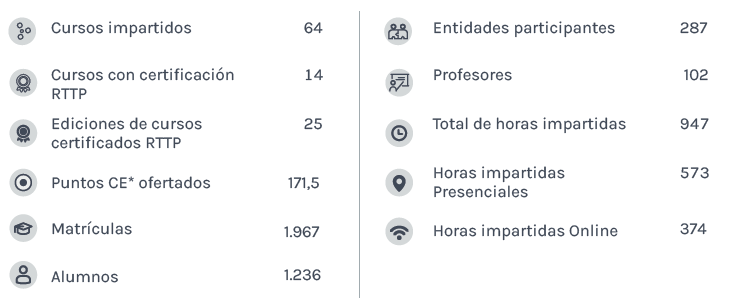 Cursos impartidos 64
Cursos con certificación 14
RTTP
Ediciones de cursos 25
certificados RTTP
Puntos CE* ofertados 171,5
Matrículas 1.967
Alumnos 1.236
Entidades participantes 287
Profesores 102
Total de horas impartidas 947
Horas impartidas 573
Presenciales
Horas impartidas Online 374